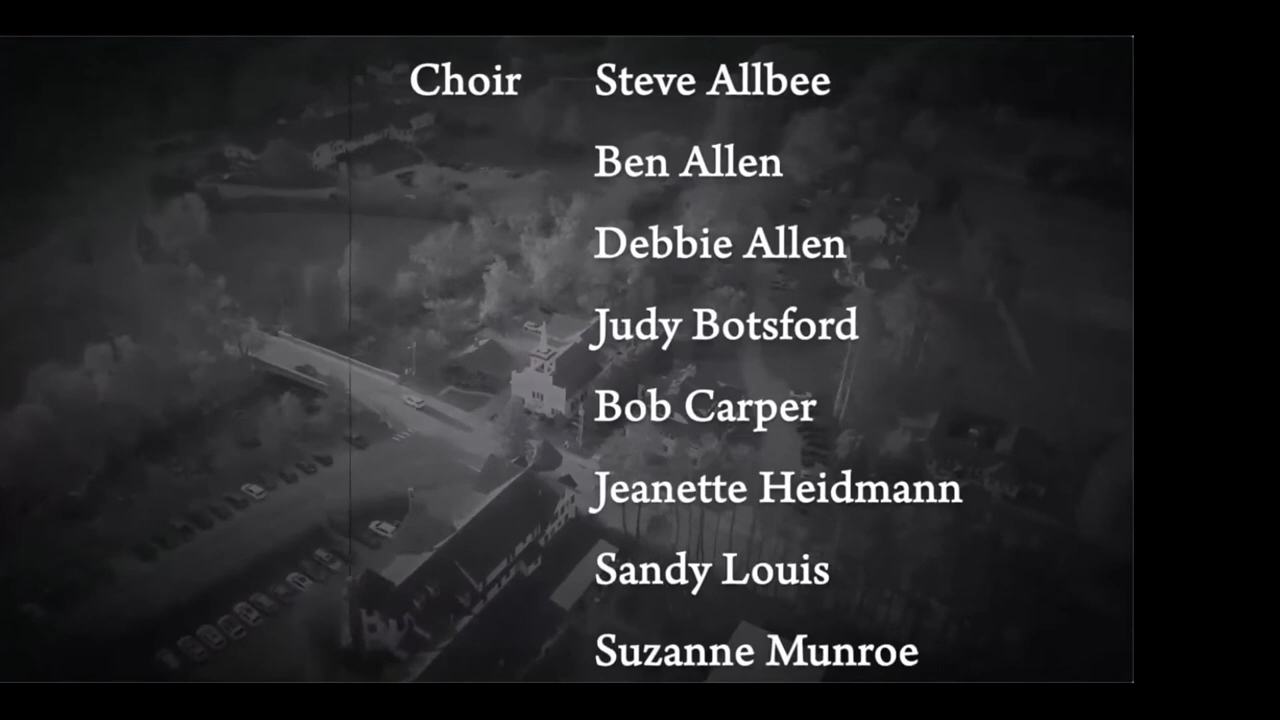 Choir Steve Allbee
Ben Allen
Debbie Allen
Judy Botsford
Bob Carper
Jeanette Heidmann
Sandy Louis
Suzanne Munroe